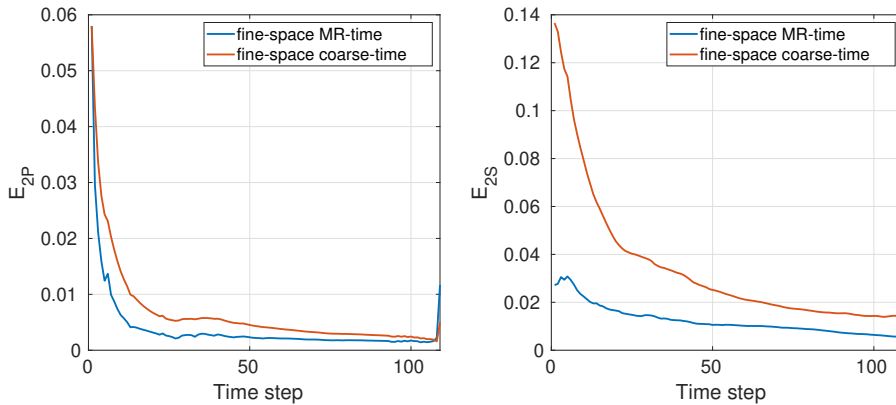 0.06
0.05
0.04
0.03
0.02
0.01
0
E2P
0
50
100
Time step
fine-space MR-time
fine-space coarse-time
0.14
0.12
0.1
0.08
0.06
0.04
0.02
0
E2S
0
50
100
Time step
fine-space MR-time
fine-space coarse-time